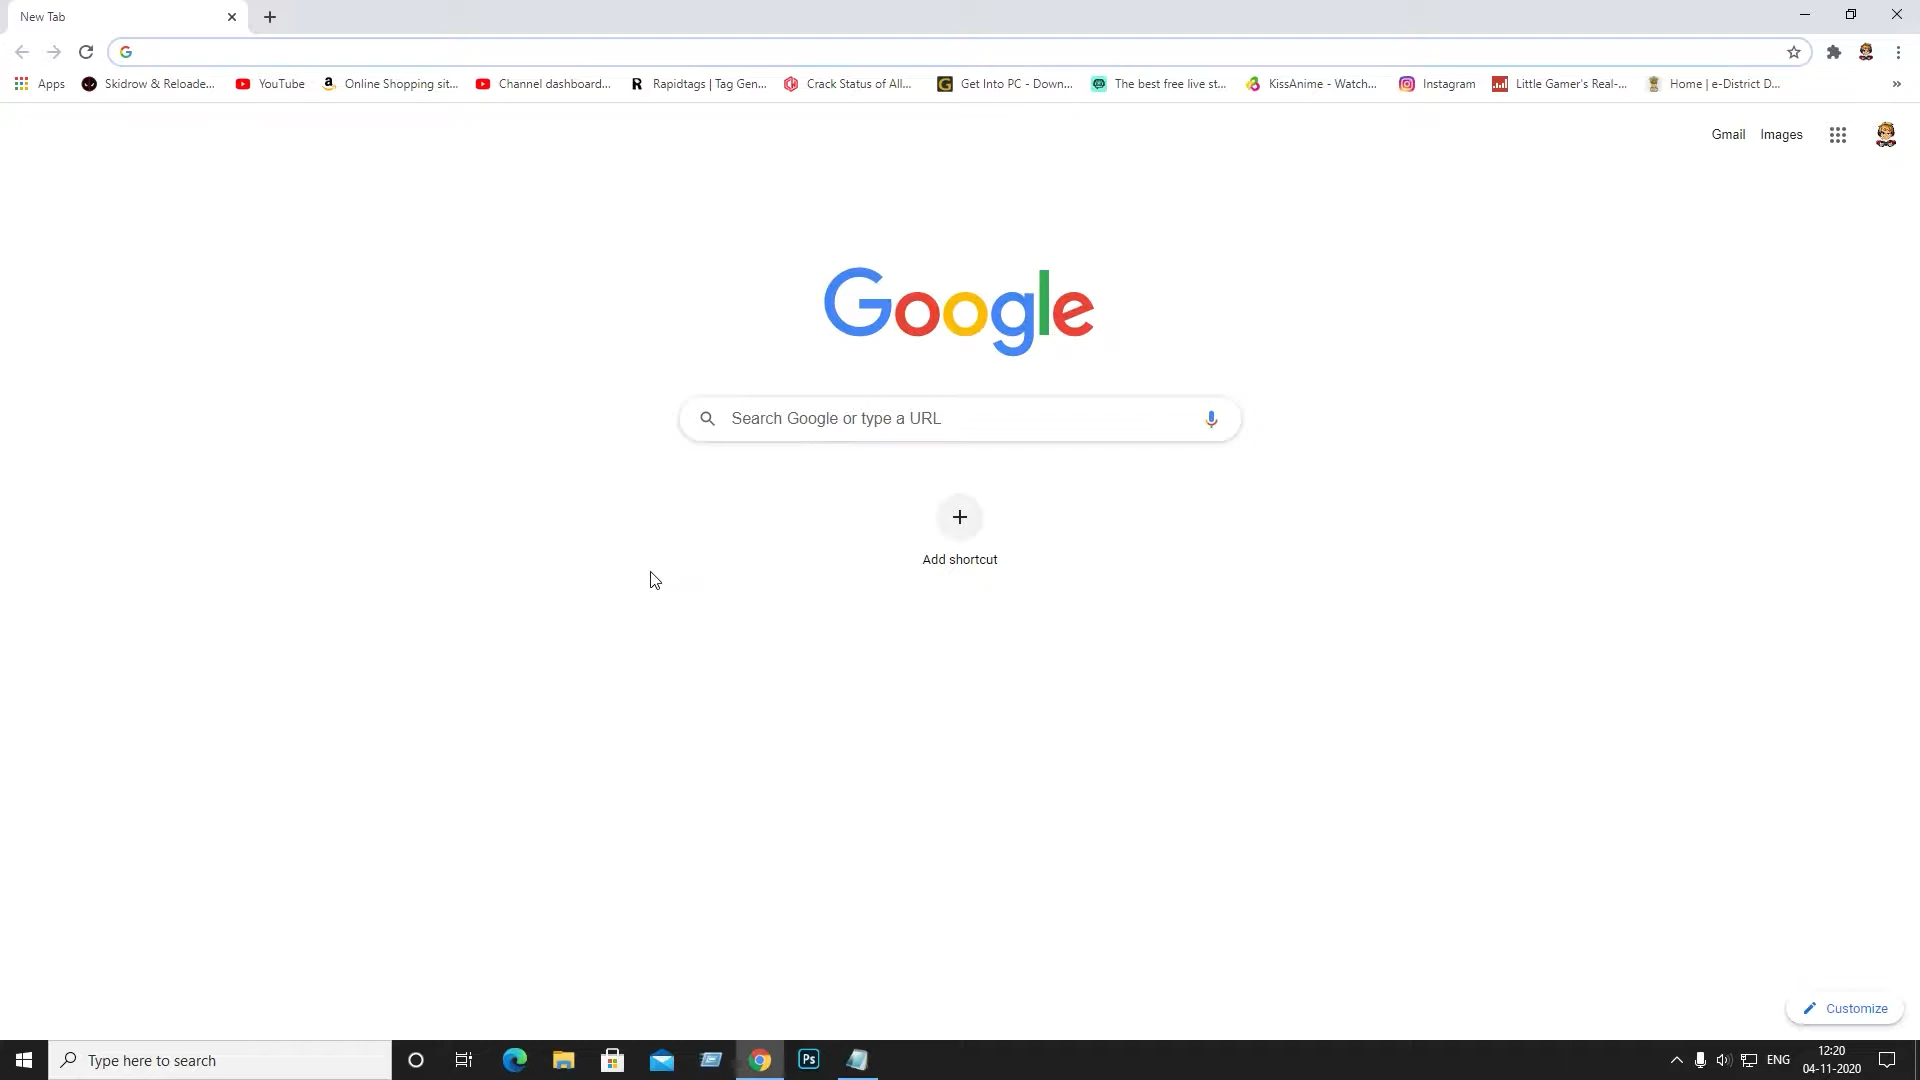 New Tab
Apps
Skidrow & Reloade...
YouTube
Online Shopping sit...
Channel dashboard...
Rapidtags | Tag Gen...
Crack Status of All...
Get Into PC - Down...
The best free live st...
KissAnime - Watch...
Instagram
Little Gamer's Real-...
Home | e-District D...
»
Gmail Images
Google
Search Google or type a URL
Add shortcut
Customize
Type here to search
Ps
ENG
12:20
04-11-2020